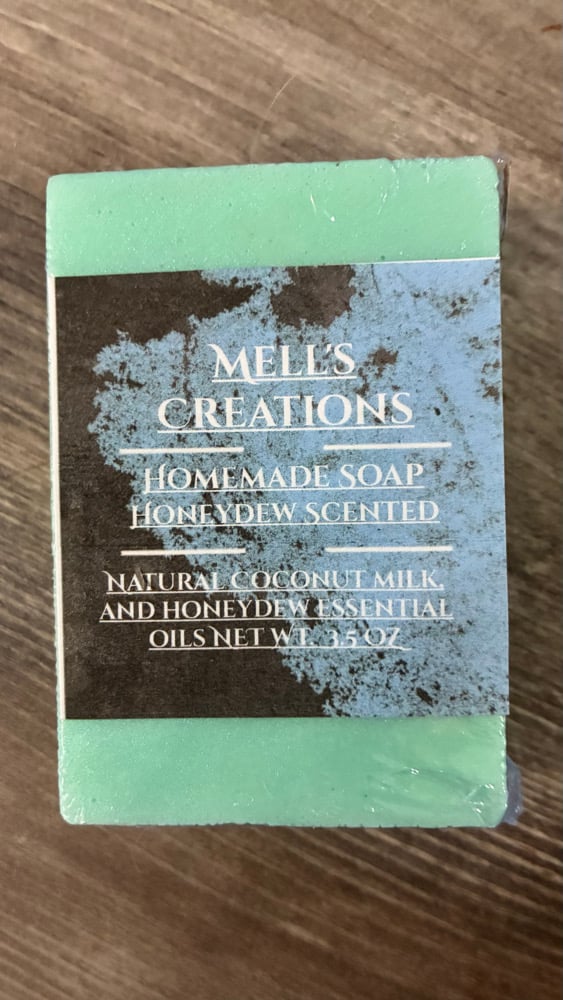 MELL'S
CREATIONS
HOMEMADE SOAP
HONEYDEW SCENTED
NATURAL COCONUT MILK,
AND HONEYDEW ESSENTIAL
OILS NET WT. 3.5 OZ